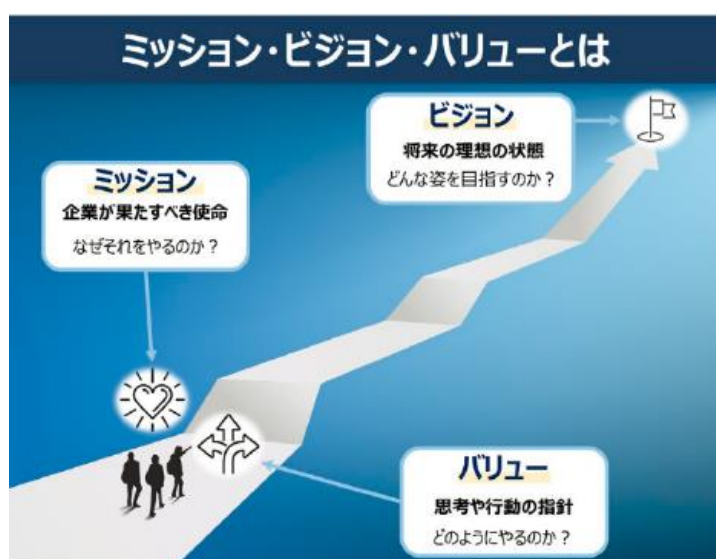 ミッション・ビジョン・バリューとは
ビジョン
将来の理想の状態
どんな姿を目指すのか？
ミッション
企業が果たすべき使命
なぜそれをやるのか？
バリュー
思考や行動の指針
どのようにやるのか？